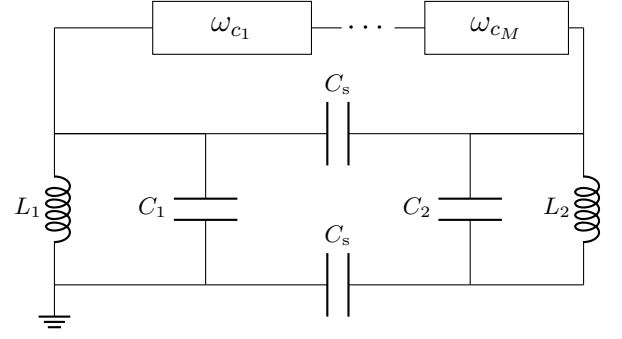 ω_{c_1} ··· ω_{c_M}
C_s
L_1 C_1 C_2 L_2
C_s